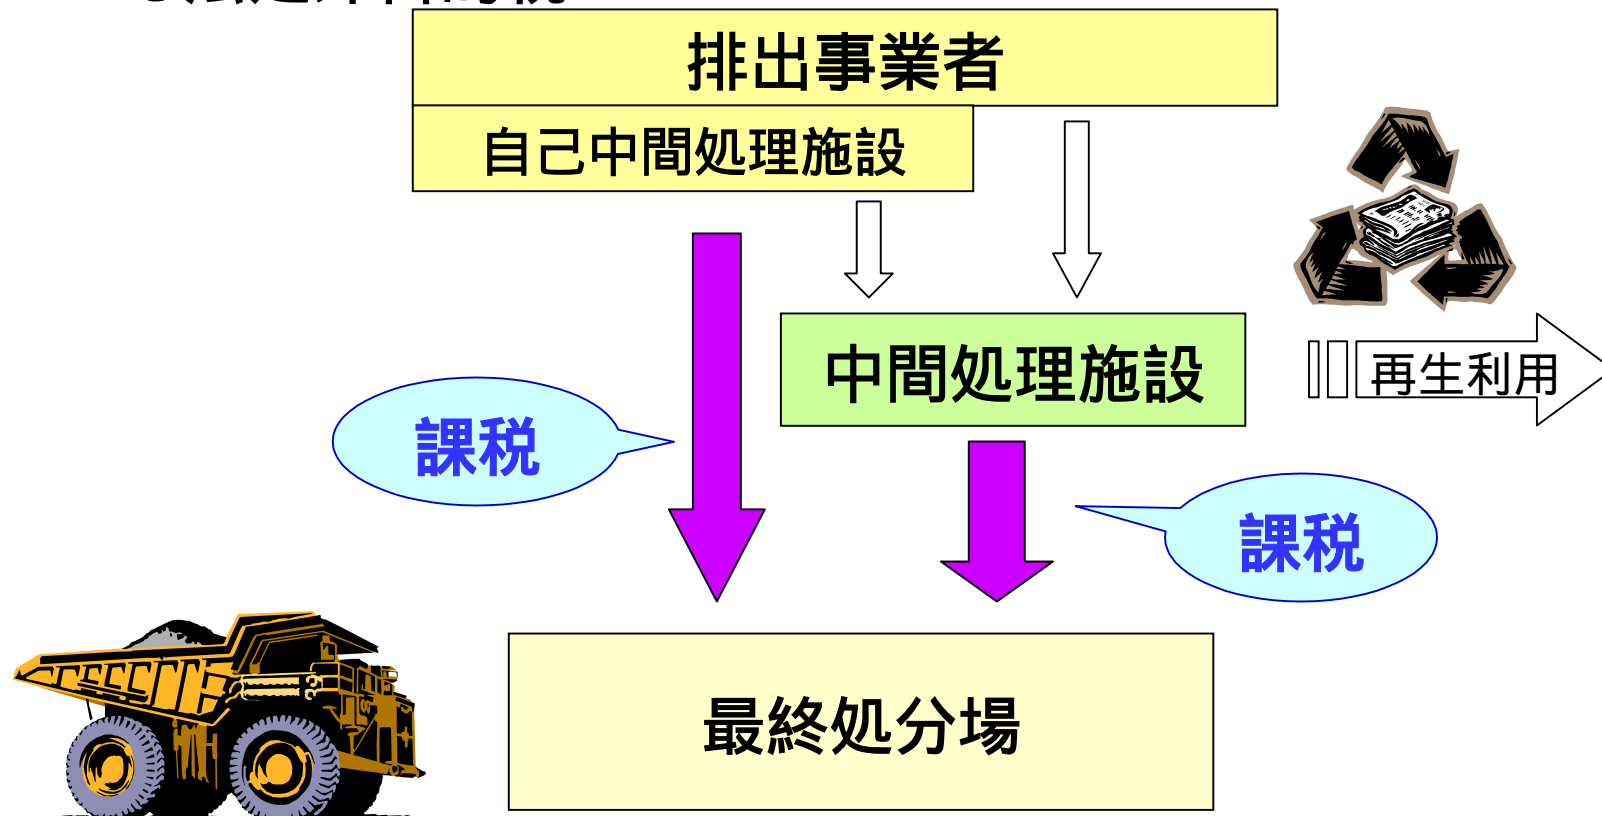 排出事業者
自己中間処理施設
中間処理施設
再生利用
課税
課税
最終処分場